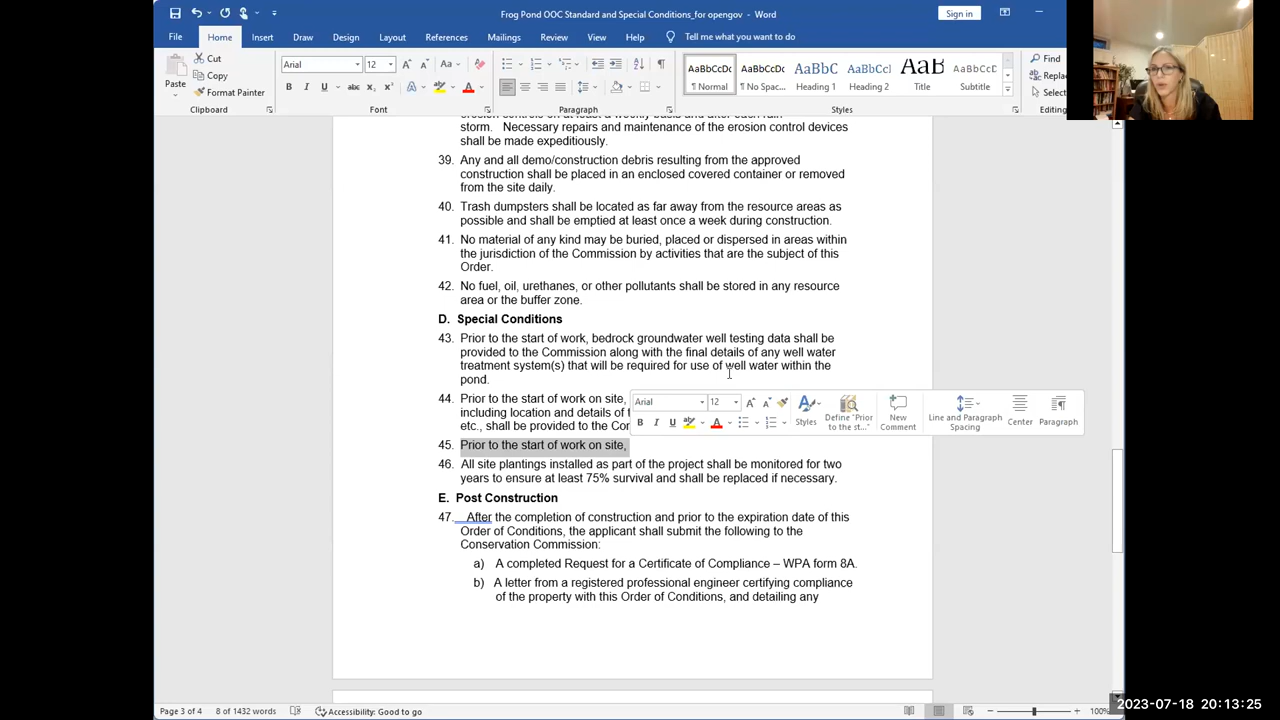 Frog Pond OOC Standard and Special Conditions_for opengov - Word
Sign in
File Home Insert Draw Design Layout References Mailings Review View Help Tell me what you want to do
Paste
Cut
Copy
Format Painter
Arial 12
Aa
B I U abc X₂ X² A A
AaBbCcDc AaBbCcDc AaBbC AaBbCcI AaB AaBbCcD
¶ Normal ¶ No Spac... Heading 1 Heading 2 Title Subtitle
Find
Replac
Select
Clipboard Font Paragraph Styles Editing
erosion controls on at least a weekly basis and after each rain
storm. Necessary repairs and maintenance of the erosion control devices
shall be made expeditiously.
39. Any and all demo/construction debris resulting from the approved
construction shall be placed in an enclosed covered container or removed
from the site daily.
40. Trash dumpsters shall be located as far away from the resource areas as
possible and shall be emptied at least once a week during construction.
41. No material of any kind may be buried, placed or dispersed in areas within
the jurisdiction of the Commission by activities that are the subject of this
Order.
42. No fuel, oil, urethanes, or other pollutants shall be stored in any resource
area or the buffer zone.
D. Special Conditions
43. Prior to the start of work, bedrock groundwater well testing data shall be
provided to the Commission along with the final details of any well water
treatment system(s) that will be required for use of well water within the
pond.
44. Prior to the start of work on site,
including location and details of t
etc., shall be provided to the Con
Arial 12
B I U A
Styles
Define "Prior
to the st..."
New
Comment
Line and Paragraph
Spacing
Center
Paragraph
45. Prior to the start of work on site,
46. All site plantings installed as part of the project shall be monitored for two
years to ensure at least 75% survival and shall be replaced if necessary.
E. Post Construction
47. After the completion of construction and prior to the expiration date of this
Order of Conditions, the applicant shall submit the following to the
Conservation Commission:
a) A completed Request for a Certificate of Compliance – WPA form 8A.
b) A letter from a registered professional engineer certifying compliance
of the property with this Order of Conditions, and detailing any
Page 3 of 4 8 of 1432 words Accessibility: Good to go 100%
2023-07-18 20:13:25